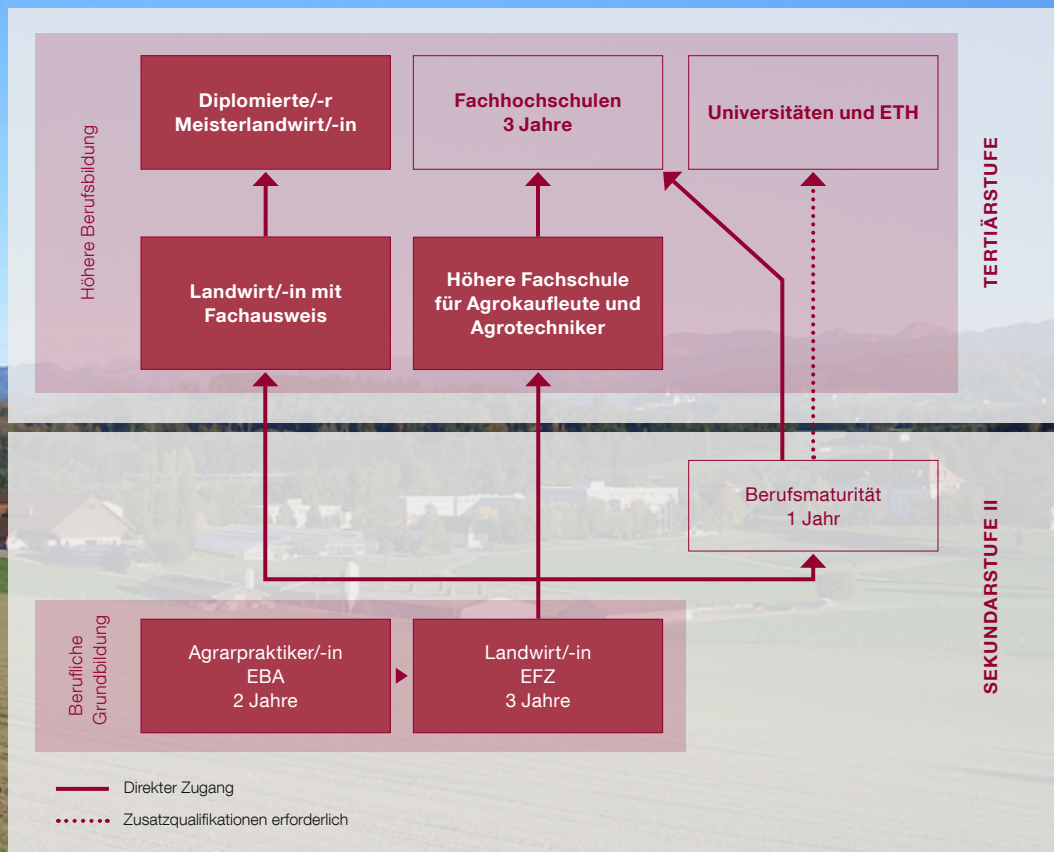 Diplomierte/-r
Meisterlandwirt/-in
Fachhochschulen
3 Jahre
Universitäten und ETH
Höhere Berufsbildung
TERTIÄRSTUFE
Landwirt/-in mit
Fachausweis
Höhere Fachschule
für Agrokaufleute und
Agrotechniker
Berufsmaturität
1 Jahr
SEKUNDARSTUFE II
Berufliche
Grundbildung
Agrarpraktiker/-in
EBA
2 Jahre
Landwirt/-in
EFZ
3 Jahre
Direkter Zugang
Zusatzqualifikationen erforderlich